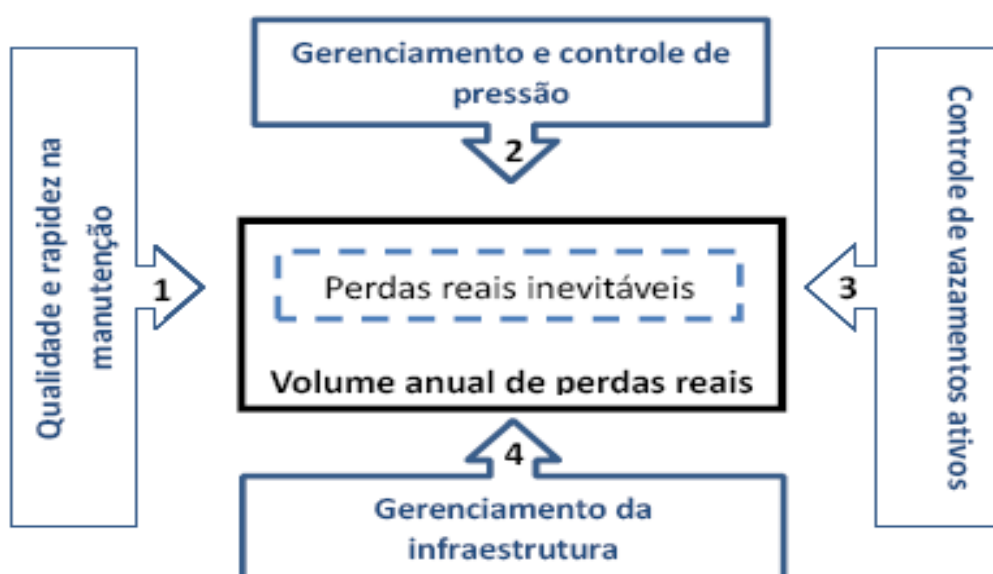 Gerenciamento e controle de
pressão
2
Qualidade e rapidez na
manutenção
1
Perdas reais inevitáveis
Volume anual de perdas reais
3
Controle de vazamentos ativos
4
Gerenciamento da
infraestrutura